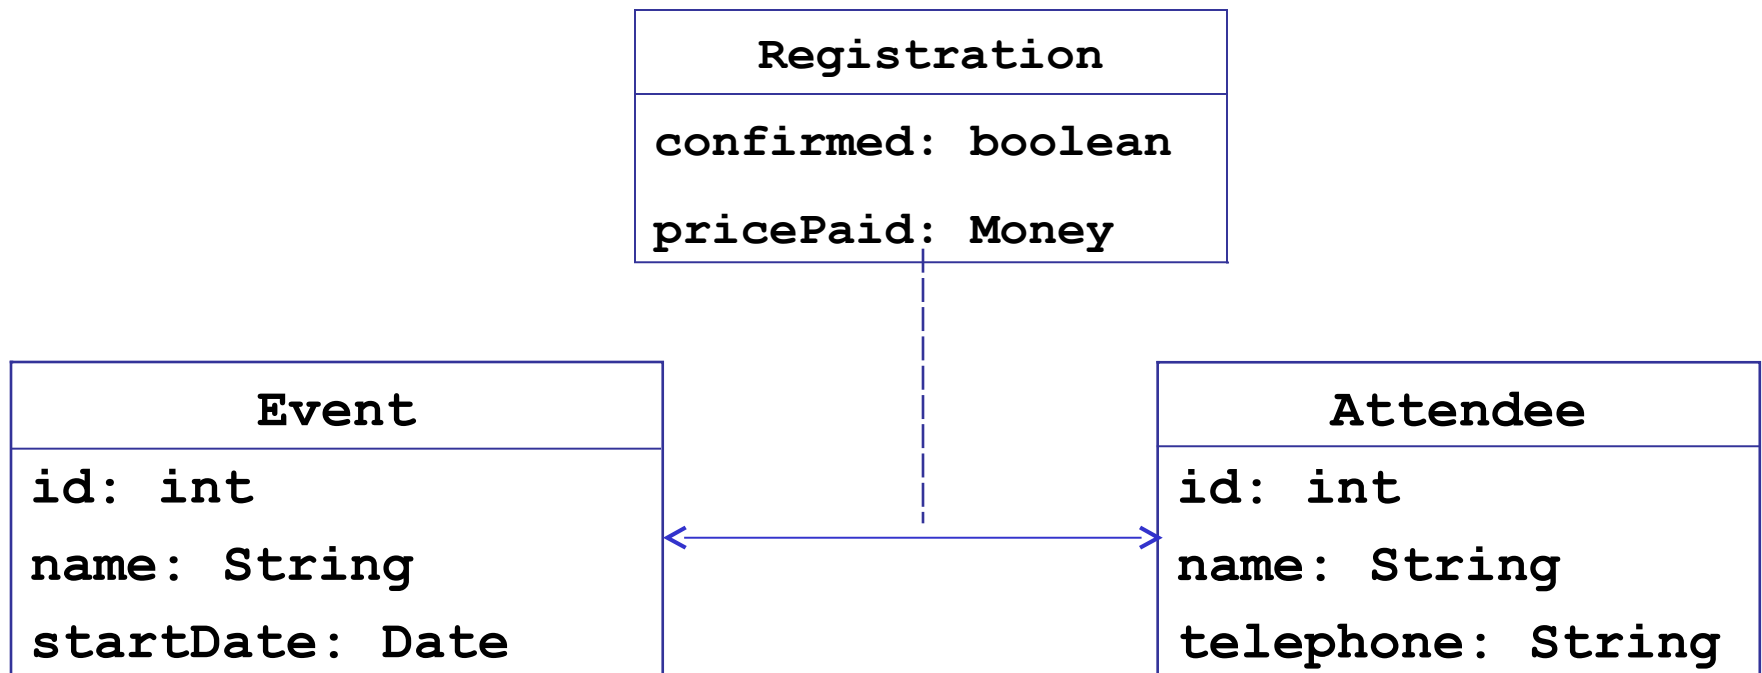 Registration
confirmed: boolean
pricePaid: Money
Event
id: int
name: String
startDate: Date
Attendee
id: int
name: String
telephone: String